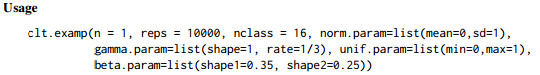 Usage
clt.examp(n = 1, reps = 10000, nclass = 16, norm.param=list(mean=0,sd=1),
gamma.param=list(shape=1, rate=1/3), unif.param=list(min=0,max=1),
beta.param=list(shape1=0.35, shape2=0.25))